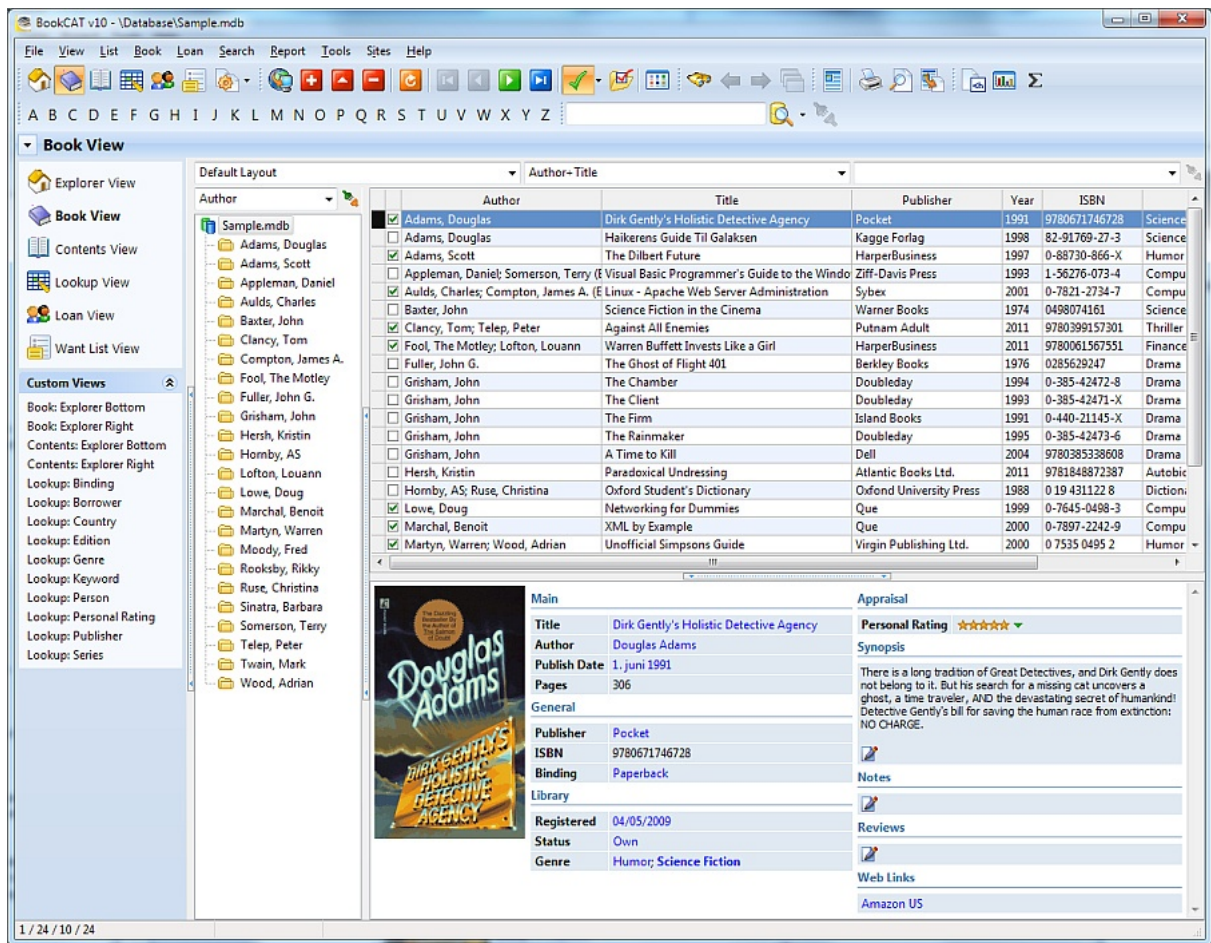 BookCAT v10 - \Database\Sample.mdb
File View List Book Loan Search Report Tools Sites Help
A B C D E F G H I J K L M N O P Q R S T U V W X Y Z
Book View
Explorer View
Book View
Contents View
Lookup View
Loan View
Want List View
Custom Views
Book: Explorer Bottom
Book: Explorer Right
Contents: Explorer Bottom
Contents: Explorer Right
Lookup: Binding
Lookup: Borrower
Lookup: Country
Lookup: Edition
Lookup: Genre
Lookup: Keyword
Lookup: Person
Lookup: Personal Rating
Lookup: Publisher
Lookup: Series
Default Layout
Author+Title
Author
Sample.mdb
Adams, Douglas
Adams, Scott
Appleman, Daniel
Aulds, Charles
Baxter, John
Clancy, Tom
Compton, James A.
Fool, The Motley
Fuller, John G.
Grisham, John
Hersh, Kristin
Hornby, AS
Lofton, Louann
Lowe, Doug
Marchal, Benoit
Martyn, Warren
Moody, Fred
Rooksby, Rikky
Ruse, Christina
Sinatra, Barbara
Somerson, Terry
Telep, Peter
Twain, Mark
Wood, Adrian
Author Title Publisher Year ISBN
Adams, Douglas Dirk Gently's Holistic Detective Agency Pocket 1991 9780671746728 Science
Adams, Douglas Haikerens Guide Til Galaksen Kagge Forlag 1998 82-91769-27-3 Science
Adams, Scott The Dilbert Future HarperBusiness 1997 0-88730-866-X Humor
Appleman, Daniel; Somerson, Terry (E Visual Basic Programmer's Guide to the Windo Ziff-Davis Press 1993 1-56276-073-4 Compu
Aulds, Charles; Compton, James A. (E Linux - Apache Web Server Administration Sybex 2001 0-7821-2734-7 Compu
Baxter, John Science Fiction in the Cinema Warner Books 1974 0498074161 Science
Clancy, Tom; Telep, Peter Against All Enemies Putnam Adult 2011 9780399157301 Thriller
Fool, The Motley; Lofton, Louann Warren Buffett Invests Like a Girl HarperBusiness 2011 9780061567551 Finance
Fuller, John G. The Ghost of Flight 401 Berkley Books 1976 0285629247 Drama
Grisham, John The Chamber Doubleday 1994 0-385-42472-8 Drama
Grisham, John The Client Doubleday 1993 0-385-42471-X Drama
Grisham, John The Firm Island Books 1991 0-440-21145-X Drama
Grisham, John The Rainmaker Doubleday 1995 0-385-42473-6 Drama
Grisham, John A Time to Kill Dell 2004 9780385338608 Drama
Hersh, Kristin Paradoxical Undressing Atlantic Books Ltd. 2011 9781848872387 Autobic
Hornby, AS; Ruse, Christina Oxford Student's Dictionary Oxfond University Press 1988 0 19 431122 8 Diction
Lowe, Doug Networking for Dummies Que 1999 0-7645-0498-3 Compu
Marchal, Benoit XML by Example Que 2000 0-7897-2242-9 Compu
Martyn, Warren; Wood, Adrian Unofficial Simpsons Guide Virgin Publishing Ltd. 2000 0 7535 0495 2 Humor
The Dazzling
Bestseller By
the Author of
Douglas
Adams
DIRK GENTLY'S
HOLISTIC
DETECTIVE
AGENCY
Main
Title Dirk Gently's Holistic Detective Agency
Author Douglas Adams
Publish Date 1. juni 1991
Pages 306
General
Publisher Pocket
ISBN 9780671746728
Binding Paperback
Library
Registered 04/05/2009
Status Own
Genre Humor; Science Fiction
Appraisal
Personal Rating
Synopsis
There is a long tradition of Great Detectives, and Dirk Gently does
not belong to it. But his search for a missing cat uncovers a
ghost, a time traveler, AND the devastating secret of humankind!
Detective Gently's bill for saving the human race from extinction:
NO CHARGE.
Notes
Reviews
Web Links
Amazon US
1 / 24 / 10 / 24